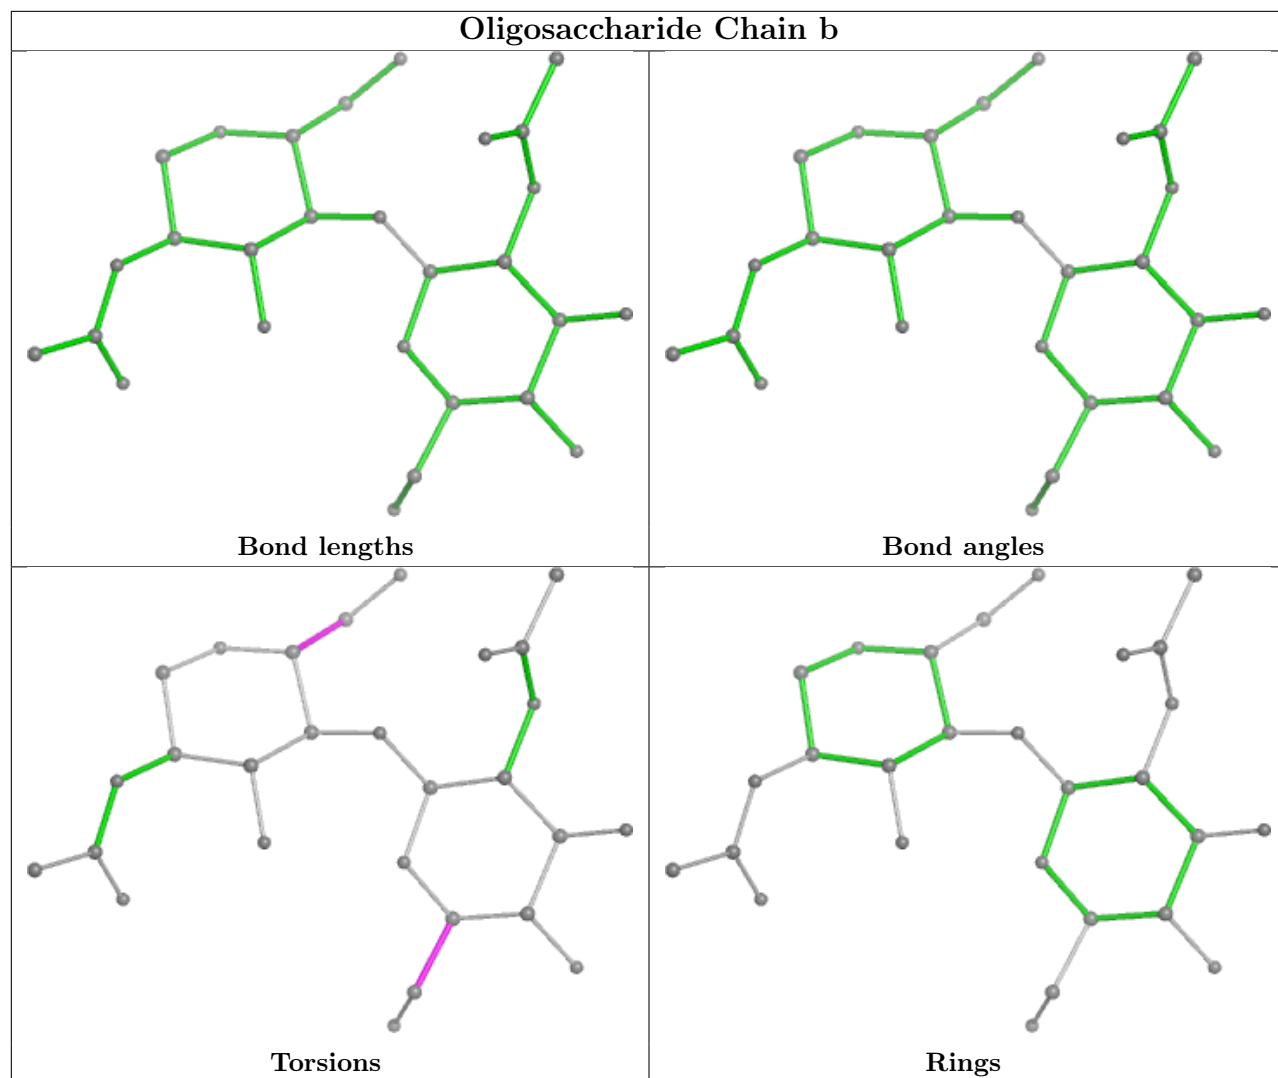 Oligosaccharide Chain b
Bond lengths
Bond angles
Torsions
Rings